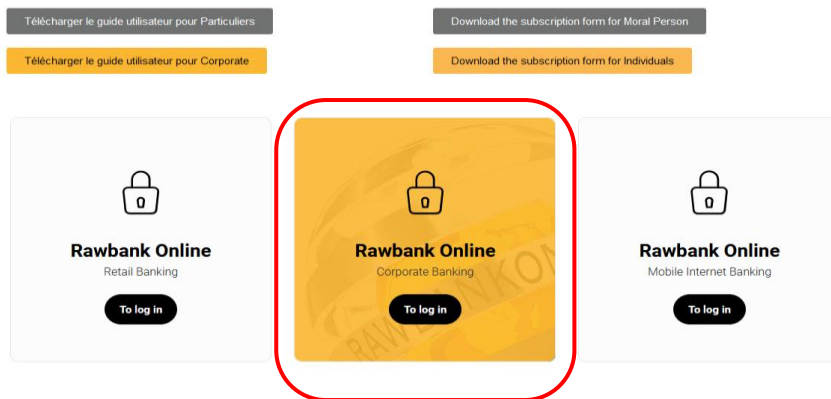 Télécharger le guide utilisateur pour Particuliers
Download the subscription form for Moral Person
Télécharger le guide utilisateur pour Corporate
Download the subscription form for Individuals
Rawbank Online
Retail Banking
To log in
Rawbank Online
Corporate Banking
To log in
Rawbank Online
Mobile Internet Banking
To log in